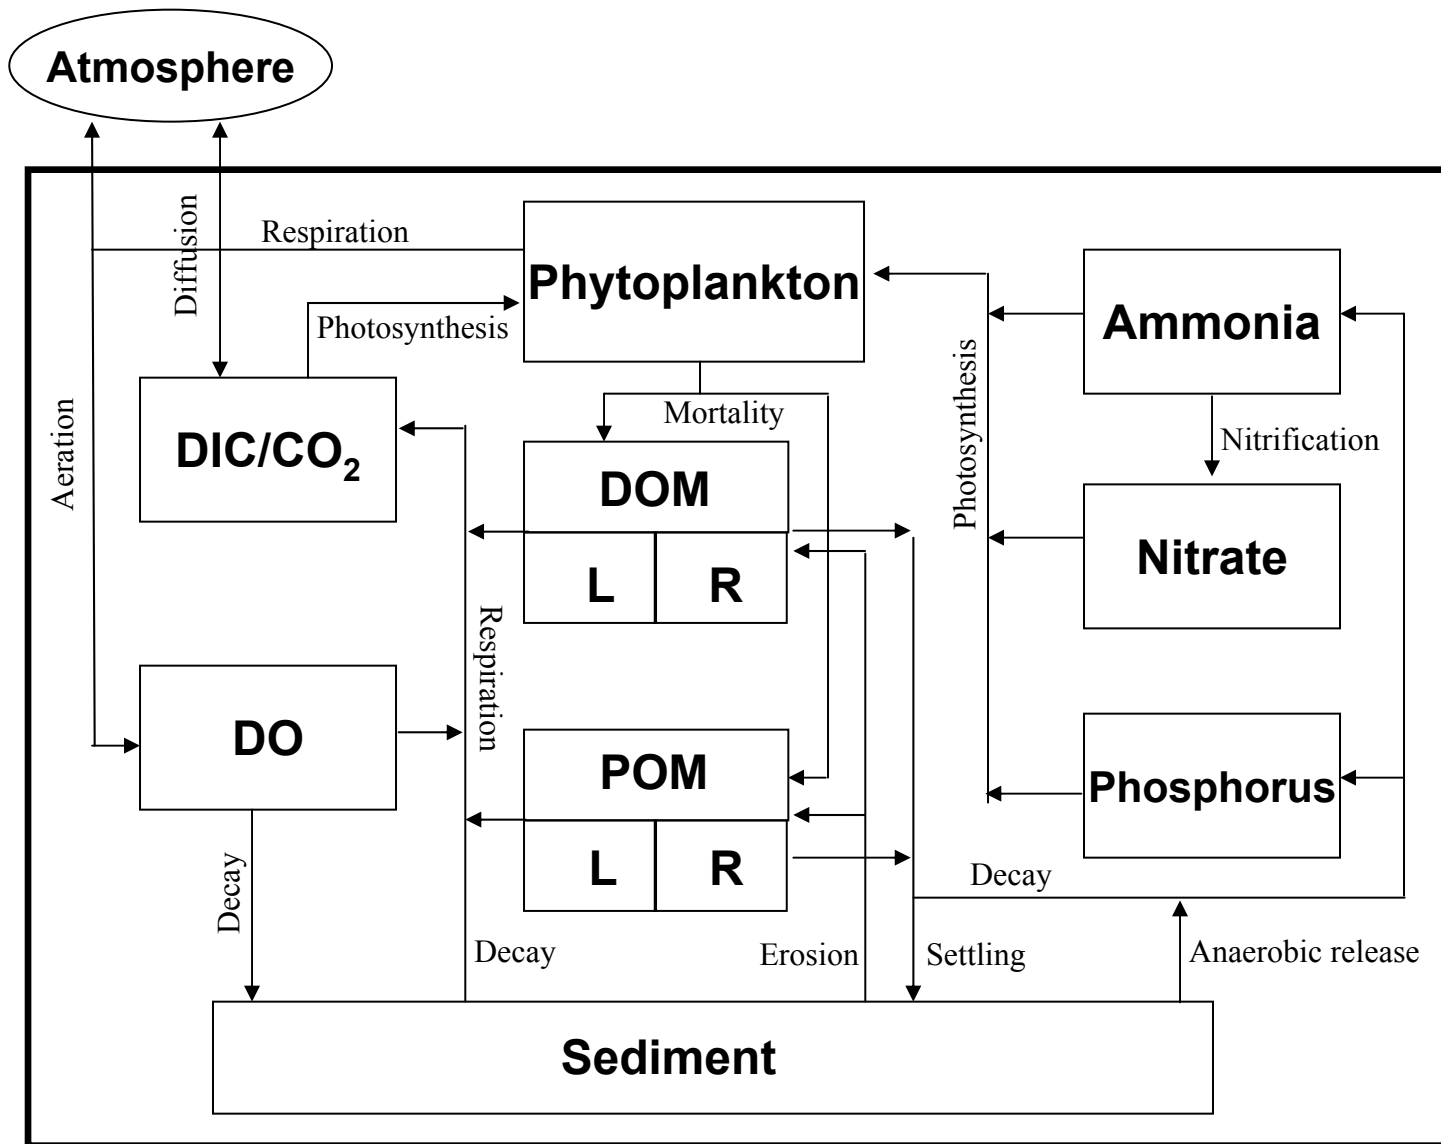 Atmosphere
Respiration
Diffusion
Phytoplankton
Ammonia
Photosynthesis
Photosynthesis
Mortality
Aeration
DIC/CO₂
Nitrification
DOM
L R
Nitrate
Respiration
DO
POM
L R
Phosphorus
Decay
Decay
Decay
Erosion
Settling
Anaerobic release
Sediment